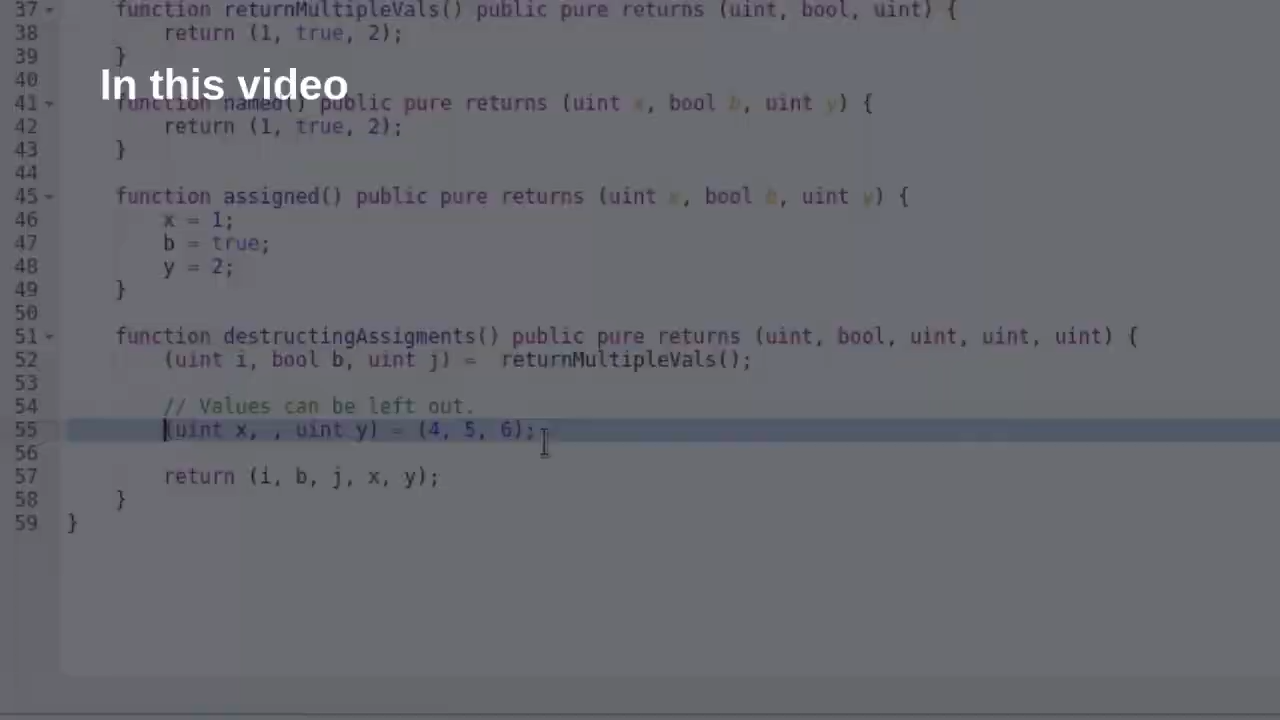 37 function returnMultipleVals() public pure returns (uint, bool, uint) {
38 return (1, true, 2);
39 }
40
In this video
41 function named() public pure returns (uint x, bool b, uint y) {
42 return (1, true, 2);
43 }
44
45 function assigned() public pure returns (uint x, bool b, uint y) {
46 x = 1;
47 b = true;
48 y = 2;
49 }
50
51 function destructingAssigments() public pure returns (uint, bool, uint, uint, uint) {
52 (uint i, bool b, uint j) = returnMultipleVals();
53
54 // Values can be left out.
55 (uint x, , uint y) = (4, 5, 6);
56
57 return (i, b, j, x, y);
58 }
59 }